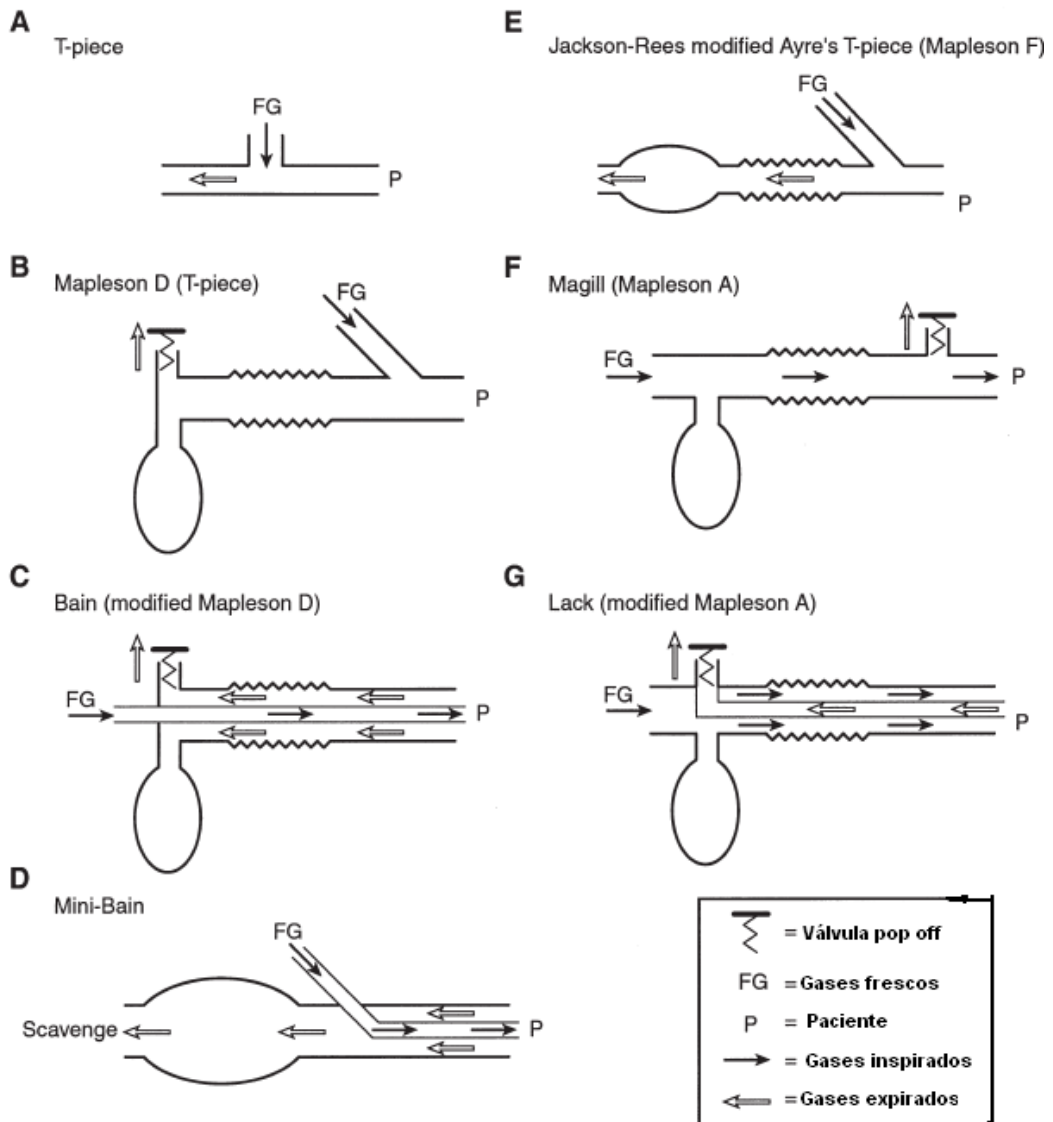 A
T-piece
FG
P
B
Mapleson D (T-piece)
FG
P
C
Bain (modified Mapleson D)
FG
P
D
Mini-Bain
FG
Scavenge
P
E
Jackson-Rees modified Ayre's T-piece (Mapleson F)
FG
P
F
Magill (Mapleson A)
FG
P
G
Lack (modified Mapleson A)
FG
P
= Válvula pop off
FG = Gases frescos
P = Paciente
= Gases inspirados
= Gases expirados